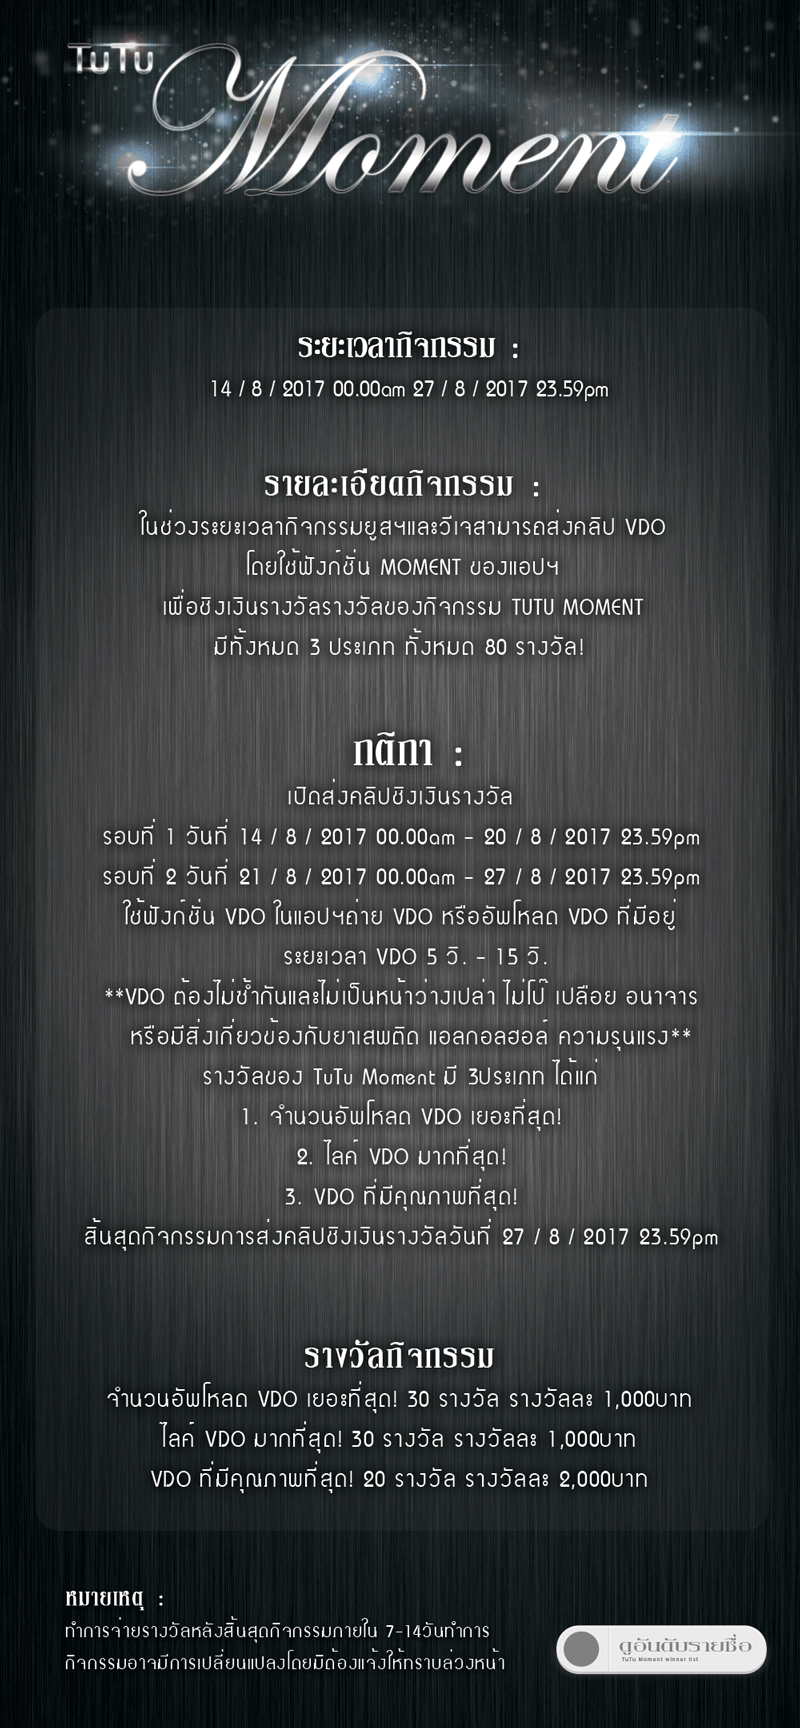 TuTu
Moment
ระยะเวลากิจกรรม :
14 / 8 / 2017 00.00am 27 / 8 / 2017 23.59pm
รายละเอียดกิจกรรม :
ในช่วงระยะเวลากิจกรรมยูสฯและวีเจสามารถส่งคลิป VDO
โดยใช้ฟังก์ชั่น MOMENT ของแอปฯ
เพื่อชิงเงินรางวัลรางวัลของกิจกรรม TUTU MOMENT
มีทั้งหมด 3 ประเภท ทั้งหมด 80 รางวัล!
กติกา :
เปิดส่งคลิปชิงเงินรางวัล
รอบที่ 1 วันที่ 14 / 8 / 2017 00.00am - 20 / 8 / 2017 23.59pm
รอบที่ 2 วันที่ 21 / 8 / 2017 00.00am - 27 / 8 / 2017 23.59pm
ใช้ฟังก์ชั่น VDO ในแอปฯถ่าย VDO หรืออัพโหลด VDO ที่มีอยู่
ระยะเวลา VDO 5 วิ. - 15 วิ.
**VDO ต้องไม่ซ้ำกันและไม่เป็นหน้าว่างเปล่า ไม่โป๊ เปลือย อนาจาร
หรือมีสิ่งเกี่ยวข้องกับยาเสพติด แอลกอลฮอล์ ความรุนแรง**
รางวัลของ TuTu Moment มี 3ประเภท ได้แก่
1. จำนวนอัพโหลด VDO เยอะที่สุด!
2. ไลค์ VDO มากที่สุด!
3. VDO ที่มีคุณภาพที่สุด!
สิ้นสุดกิจกรรมการส่งคลิปชิงเงินรางวัลวันที่ 27 / 8 / 2017 23.59pm
รางวัลกิจกรรม
จำนวนอัพโหลด VDO เยอะที่สุด! 30 รางวัล รางวัลละ 1,000บาท
ไลค์ VDO มากที่สุด! 30 รางวัล รางวัลละ 1,000บาท
VDO ที่มีคุณภาพที่สุด! 20 รางวัล รางวัลละ 2,000บาท
หมายเหตุ :
ทำการจ่ายรางวัลหลังสิ้นสุดกิจกรรมภายใน 7-14วันทำการ
กิจกรรมอาจมีการเปลี่ยนแปลงโดยมิต้องแจ้งให้ทราบล่วงหน้า
ดูอันดับรายชื่อ
TuTu Moment winner list